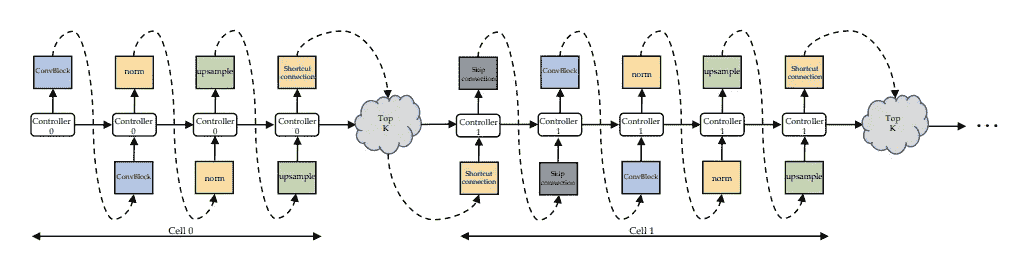 ConvBlock
norm
upsample
Shortcut
connection
Skip
connection
ConvBlock
norm
upsample
Shortcut
connection
Controller
0
Controller
0
Controller
0
Controller
0
Top
K
Controller
1
Controller
1
Controller
1
Controller
1
Controller
1
Top
K
...
ConvBlock
norm
upsample
Shortcut
connection
Skip
connection
ConvBlock
norm
upsample
Cell 0
Cell 1